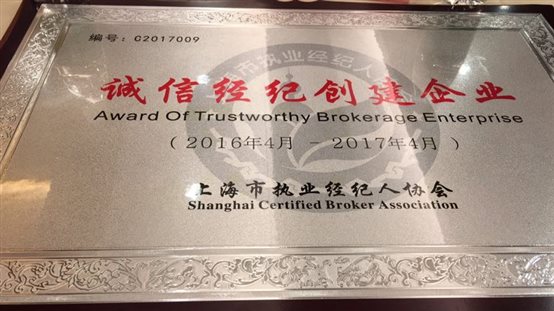 编号：C2017009
诚信经纪创建企业
Award Of Trustworthy Brokerage Enterprise
（2016年4月 - 2017年4月）
上海市执业经纪人协会
Shanghai Certified Broker Association